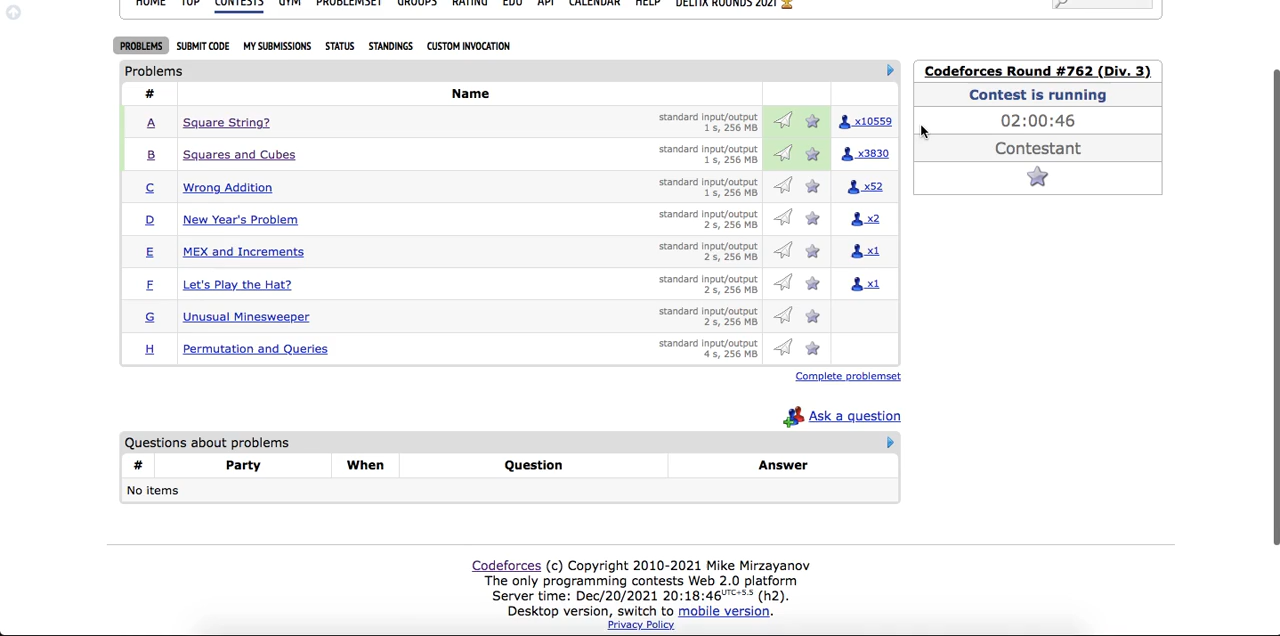 HOME TOP CONTESTS GYM PROBLEMSET GROUPS RATING EDU API CALENDAR HELP DELTIX ROUNDS 2021
PROBLEMS SUBMIT CODE MY SUBMISSIONS STATUS STANDINGS CUSTOM INVOCATION
Problems
# Name
A Square String? standard input/output 1 s, 256 MB x10559
B Squares and Cubes standard input/output 1 s, 256 MB x3830
C Wrong Addition standard input/output 1 s, 256 MB x52
D New Year's Problem standard input/output 2 s, 256 MB x2
E MEX and Increments standard input/output 2 s, 256 MB x1
F Let's Play the Hat? standard input/output 2 s, 256 MB x1
G Unusual Minesweeper standard input/output 2 s, 256 MB
H Permutation and Queries standard input/output 4 s, 256 MB
Complete problemset
Codeforces Round #762 (Div. 3)
Contest is running
02:00:46
Contestant
Ask a question
Questions about problems
# Party When Question Answer
No items
Codeforces (c) Copyright 2010-2021 Mike Mirzayanov
The only programming contests Web 2.0 platform
Server time: Dec/20/2021 20:18:46 UTC+5.5 (h2).
Desktop version, switch to mobile version.
Privacy Policy